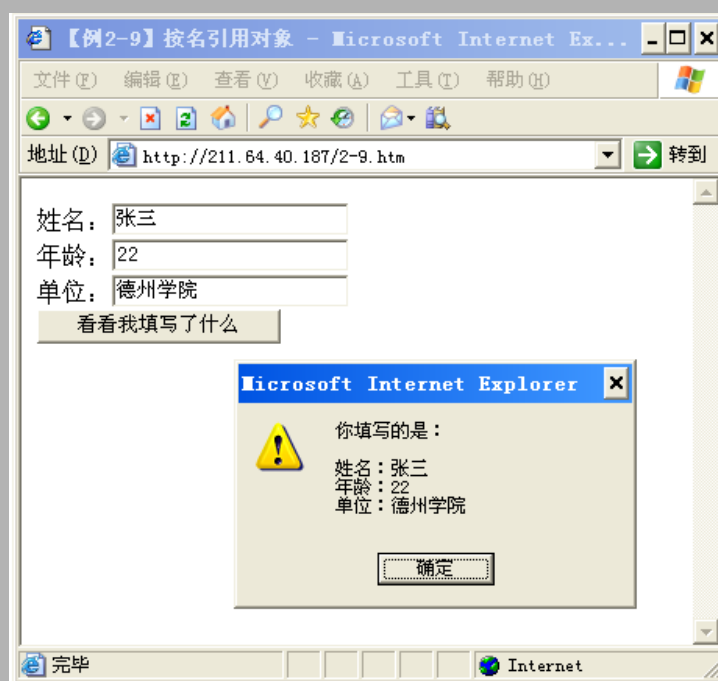 【例2-9】按名引用对象 - Microsoft Internet Ex...
文件(F) 编辑(E) 查看(V) 收藏(A) 工具(T) 帮助(H)
地址(D) http://211.64.40.187/2-9.htm 转到
姓名：张三
年龄：22
单位：德州学院
看看我填写了什么
Microsoft Internet Explorer
你填写的是：
姓名：张三
年龄：22
单位：德州学院
确定
完毕 Internet